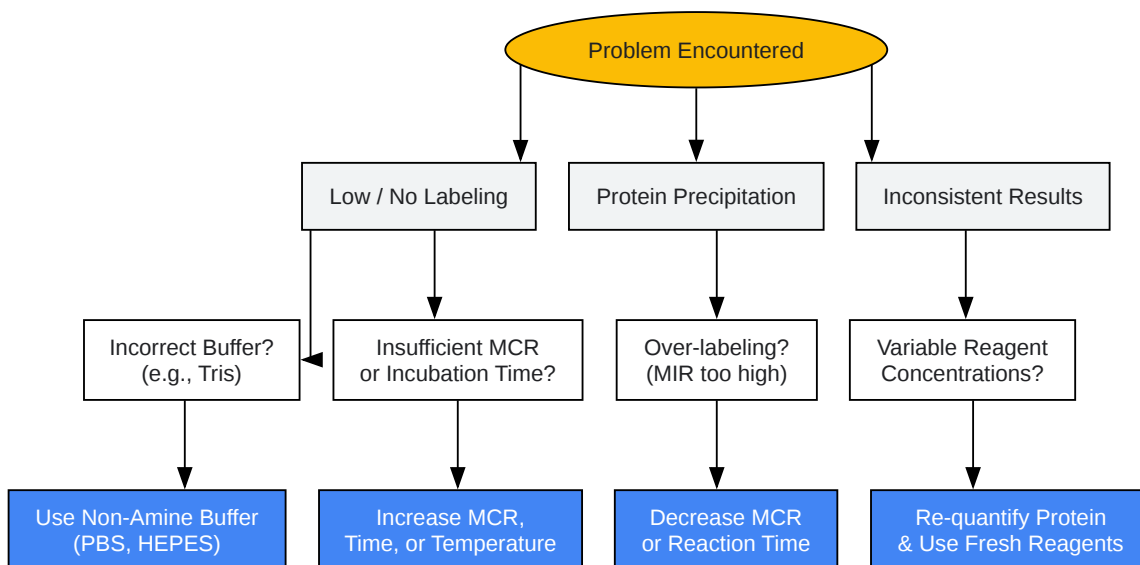 Problem Encountered
Low / No Labeling
Protein Precipitation
Inconsistent Results
Incorrect Buffer?
(e.g., Tris)
Insufficient MCR
or Incubation Time?
Over-labeling?
(MIR too high)
Variable Reagent
Concentrations?
Use Non-Amine Buffer
(PBS, HEPES)
Increase MCR,
Time, or Temperature
Decrease MCR
or Reaction Time
Re-quantify Protein
& Use Fresh Reagents